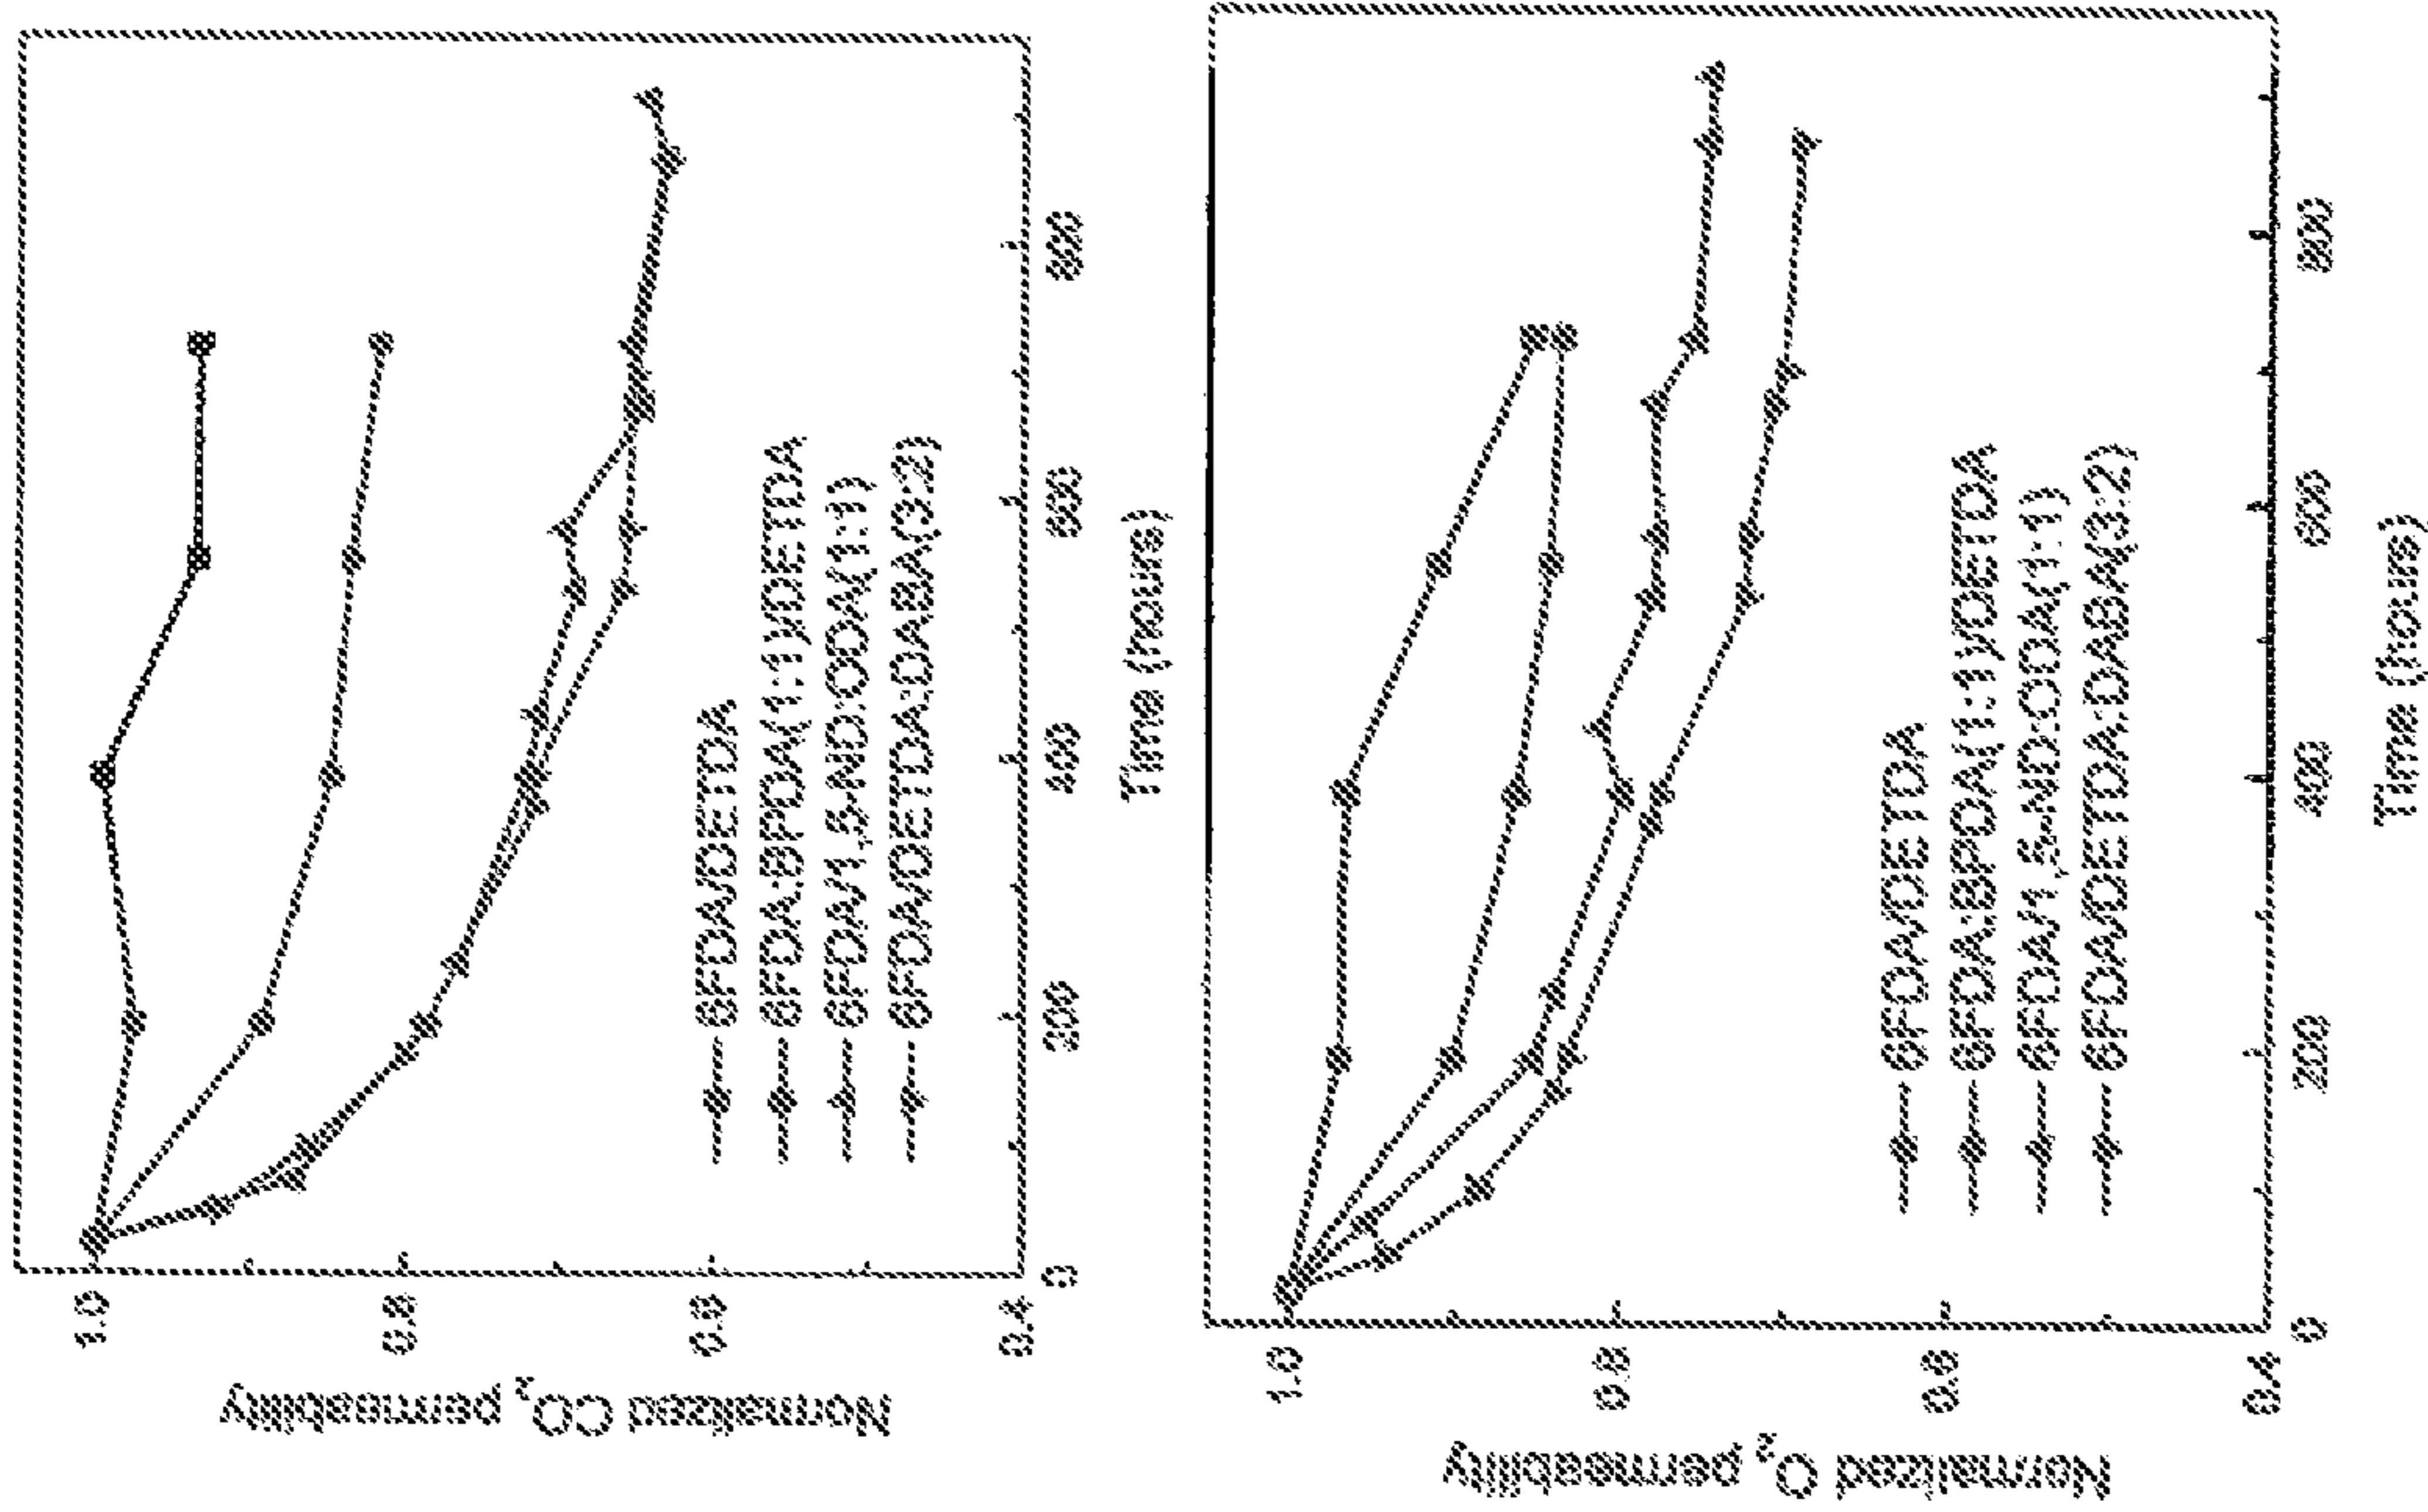 Normalized CO₂ permeability
1.0
0.8
0.6
0.4
6FDA/DETDA
6FDA:BPDA(1:1)/DETDA
6FDA/1,5-ND:ODA(1:1)
6FDA/DETDA:DABA(3:2)
0 200 400 600 800
Time (hours)
Normalized O₂ permeability
1.0
0.8
0.6
0.4
6FDA/DETDA
6FDA:BPDA(1:1)/DETDA
6FDA/1,5-ND:ODA(1:1)
6FDA/DETDA:DABA(3:2)
0 200 400 600 800
Time (hours)